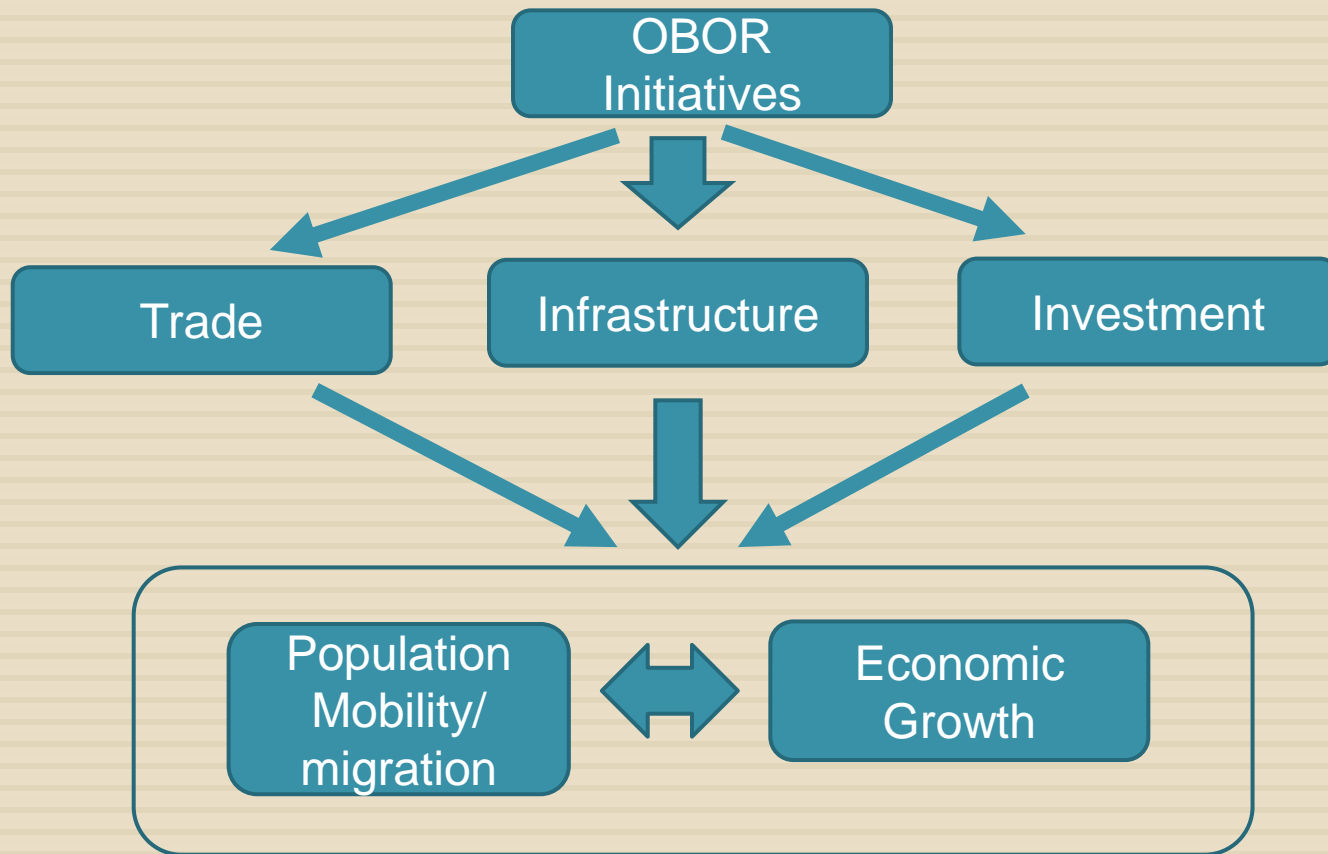 OBOR
Initiatives
Trade
Infrastructure
Investment
Population
Mobility/
migration
Economic
Growth